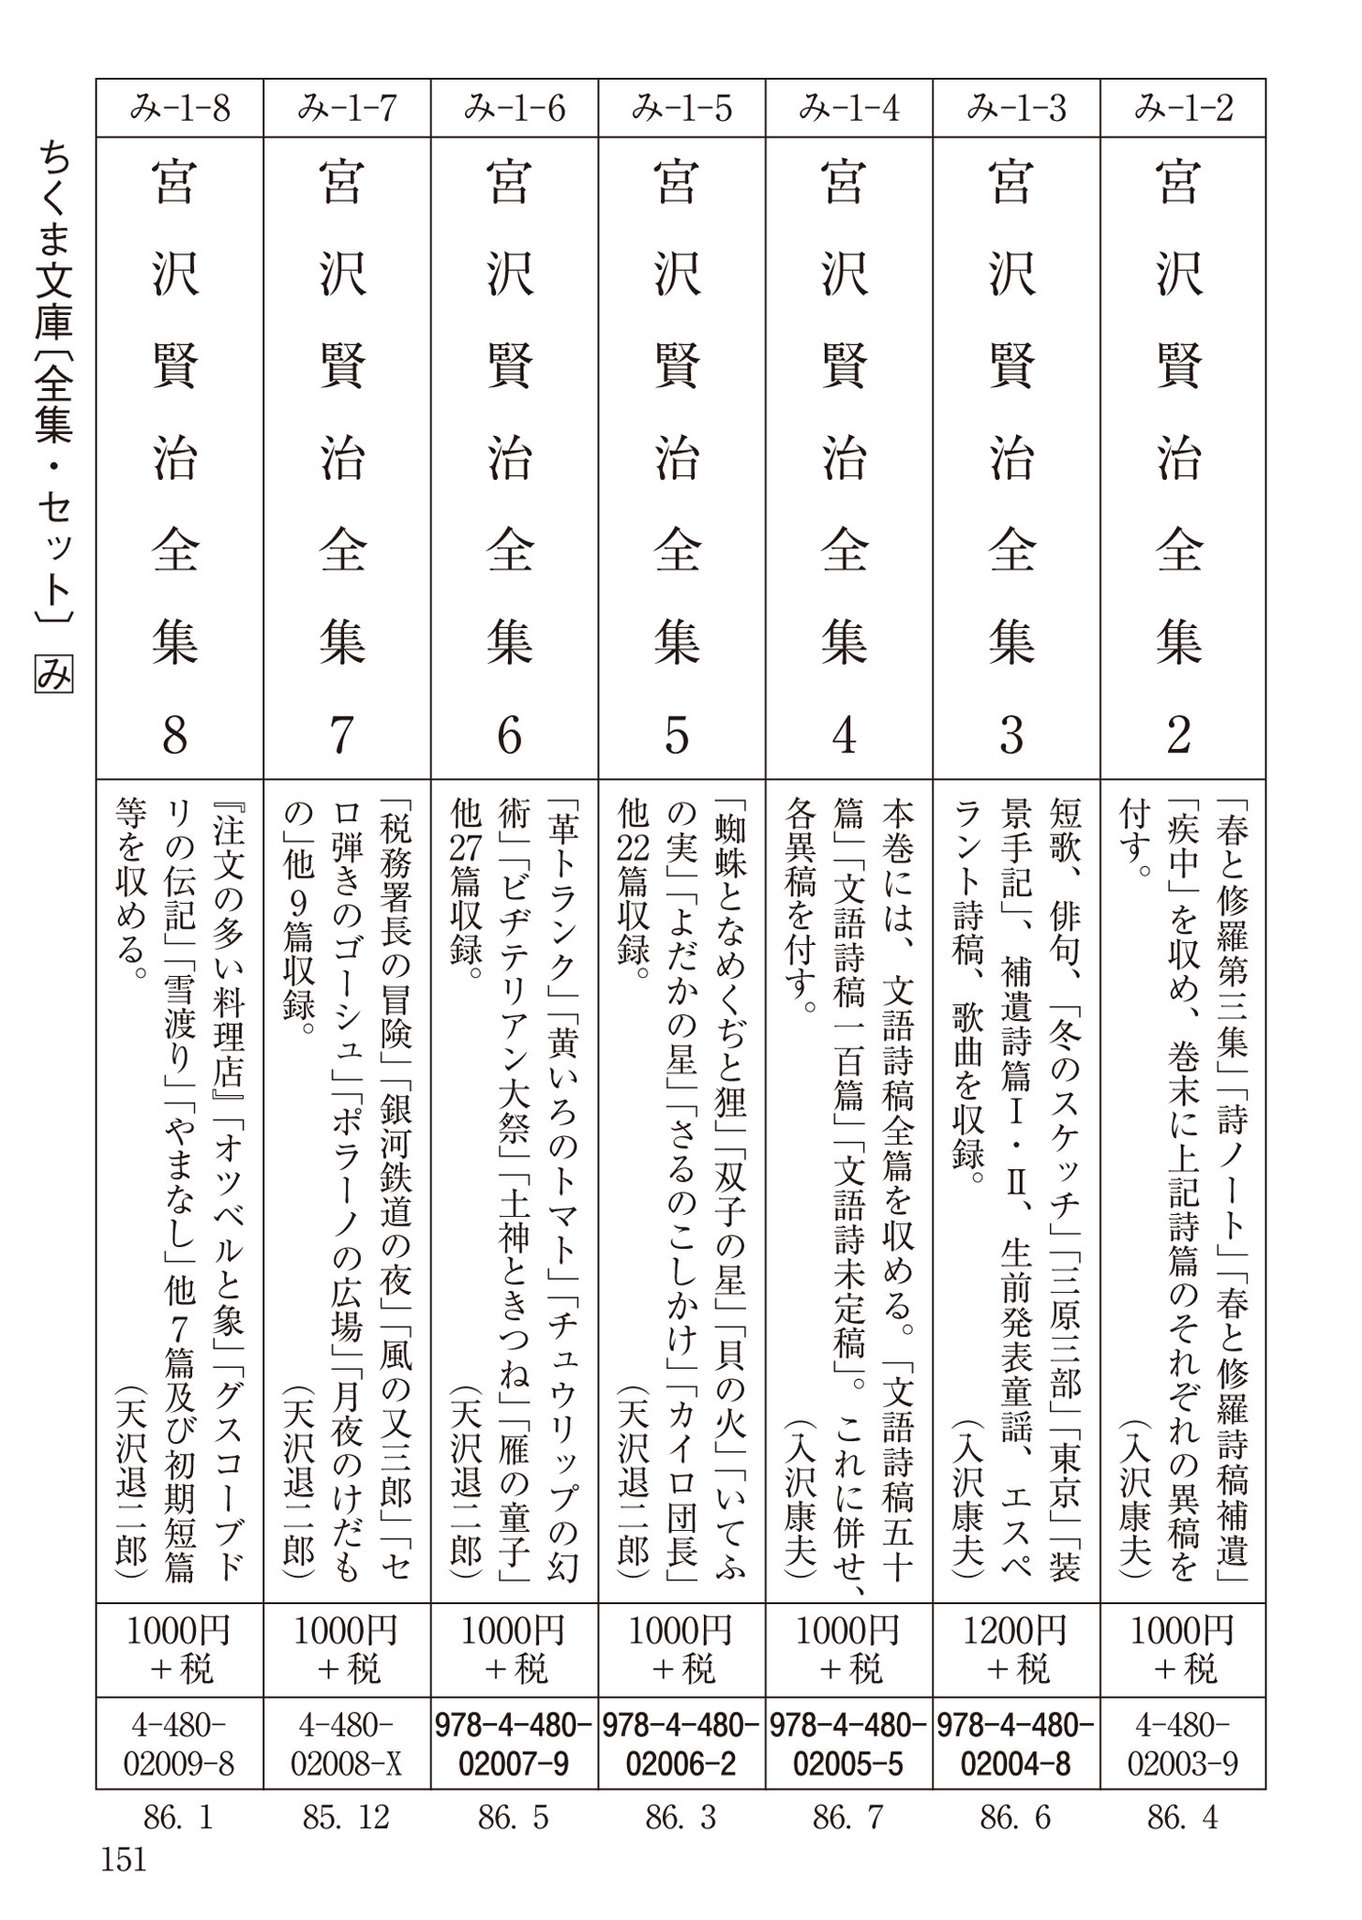 み-1-2
宮沢賢治全集2
「春と修羅第三集」「詩ノート」「春と修羅詩稿補遺」
「疾中」を収め、巻末に上記詩篇のそれぞれの異稿を
付す。
（入沢康夫）
1000円
＋税
4-480-
02003-9
86. 4
み-1-3
宮沢賢治全集3
短歌、俳句、「冬のスケッチ」「三原三部」「東京」「装
景手記」、補遺詩篇Ⅰ・Ⅱ、生前発表童謡、エスペ
ラント詩稿、歌曲を収録。
（入沢康夫）
1200円
＋税
978-4-480-
02004-8
86. 6
み-1-4
宮沢賢治全集4
本巻には、文語詩稿全篇を収める。「文語詩稿五十
篇」「文語詩稿一百篇」「文語詩未定稿」。これに併せ、
各異稿を付す。
（入沢康夫）
1000円
＋税
978-4-480-
02005-5
86. 7
み-1-5
宮沢賢治全集5
「蜘蛛となめくぢと狸」「双子の星」「貝の火」「いてふ
の実」「よだかの星」「さるのこしかけ」「カイロ団長」
他22篇収録。
（天沢退二郎）
1000円
＋税
978-4-480-
02006-2
86. 3
み-1-6
宮沢賢治全集6
「革トランク」「黄いろのトマト」「チュウリップの幻
術」「ビヂテリアン大祭」「土神ときつね」「雁の童子」
他27篇収録。
（天沢退二郎）
1000円
＋税
978-4-480-
02007-9
86. 5
み-1-7
宮沢賢治全集7
「税務署長の冒険」「銀河鉄道の夜」「風の又三郎」「セ
ロ弾きのゴーシュ」「ポラーノの広場」「月夜のけだも
の」他9篇収録。
（天沢退二郎）
1000円
＋税
4-480-
02008-X
85. 12
み-1-8
宮沢賢治全集8
『注文の多い料理店』「オツベルと象」「グスコーブド
リの伝記」「雪渡り」「やまなし」他7篇及び初期短篇
等を収める。
（天沢退二郎）
1000円
＋税
4-480-
02009-8
86. 1
ちくま文庫〔全集・セット〕 み
151